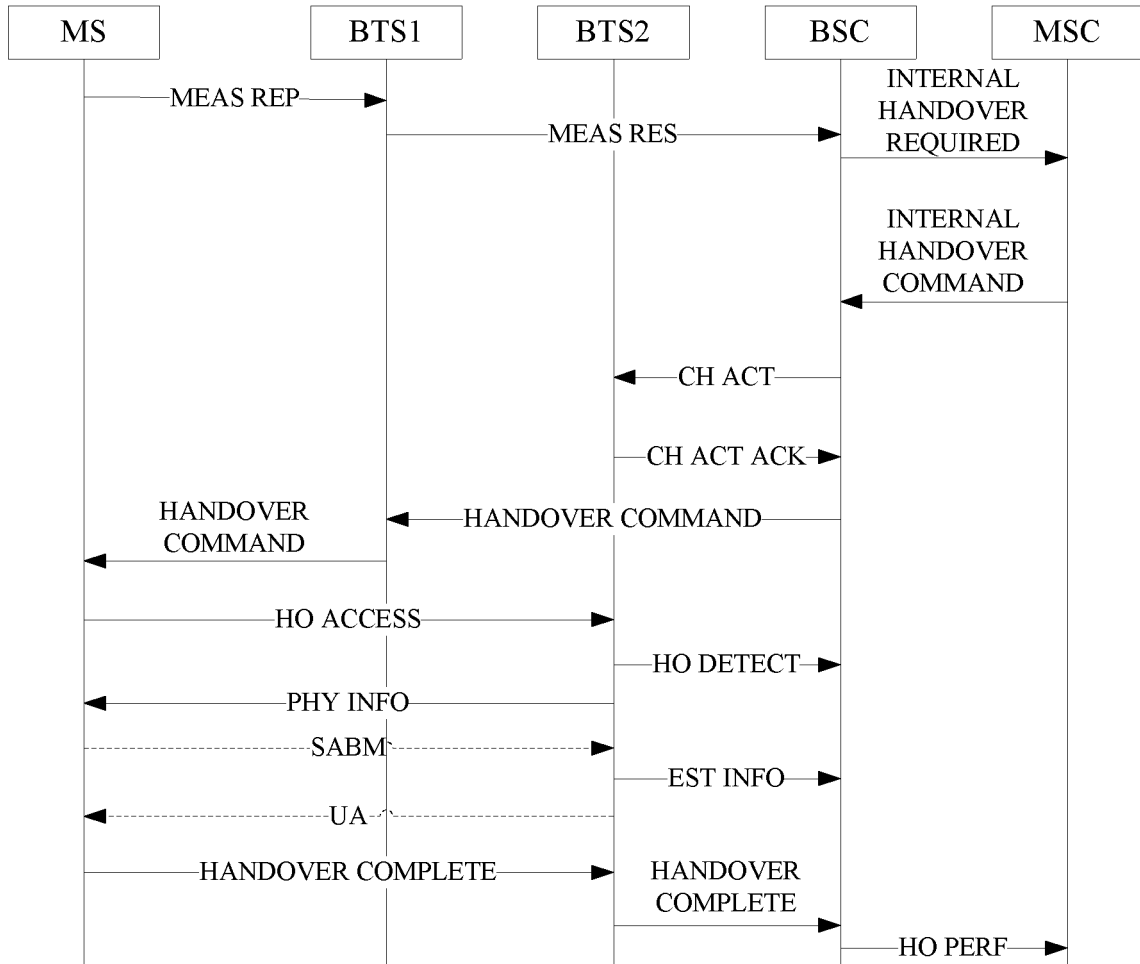 MS
BTS1
BTS2
BSC
MSC
MEAS REP
MEAS RES
INTERNAL
HANDOVER
REQUIRED
INTERNAL
HANDOVER
COMMAND
CH ACT
CH ACT ACK
HANDOVER COMMAND
HANDOVER
COMMAND
HO ACCESS
HO DETECT
PHY INFO
SABM
EST INFO
UA
HANDOVER COMPLETE
HANDOVER
COMPLETE
HO PERF